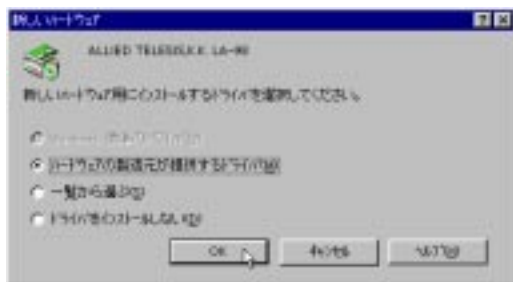 新しいハードウェア
ALLIED TELESIS,K.K. LA-98
新しいハードウェア用にインストールするドライバを選択してください。
ハードウェアの製造元が提供するドライバ(M)
一覧から選ぶ(S)
ドライバをインストールしない(D)
OK
キャンセル
ヘルプ(H)